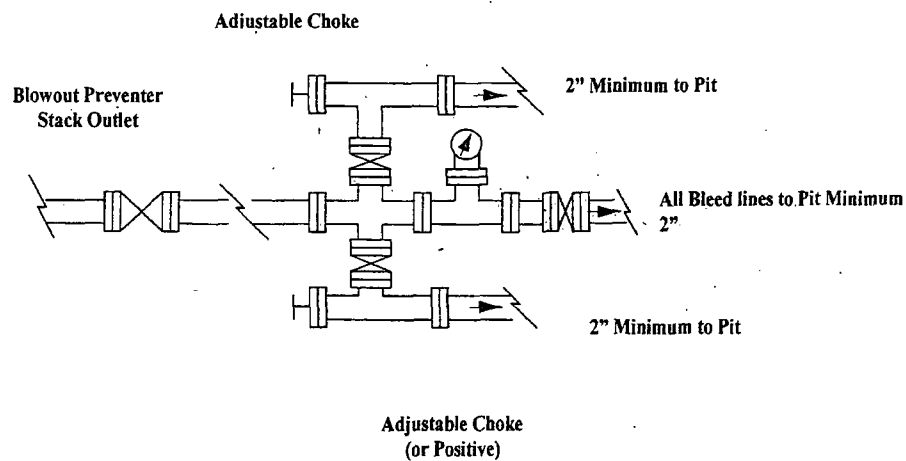 Adjustable Choke
Blowout Preventer
Stack Outlet
2” Minimum to Pit
All Bleed lines to Pit Minimum
2”
2” Minimum to Pit
Adjustable Choke
(or Positive)